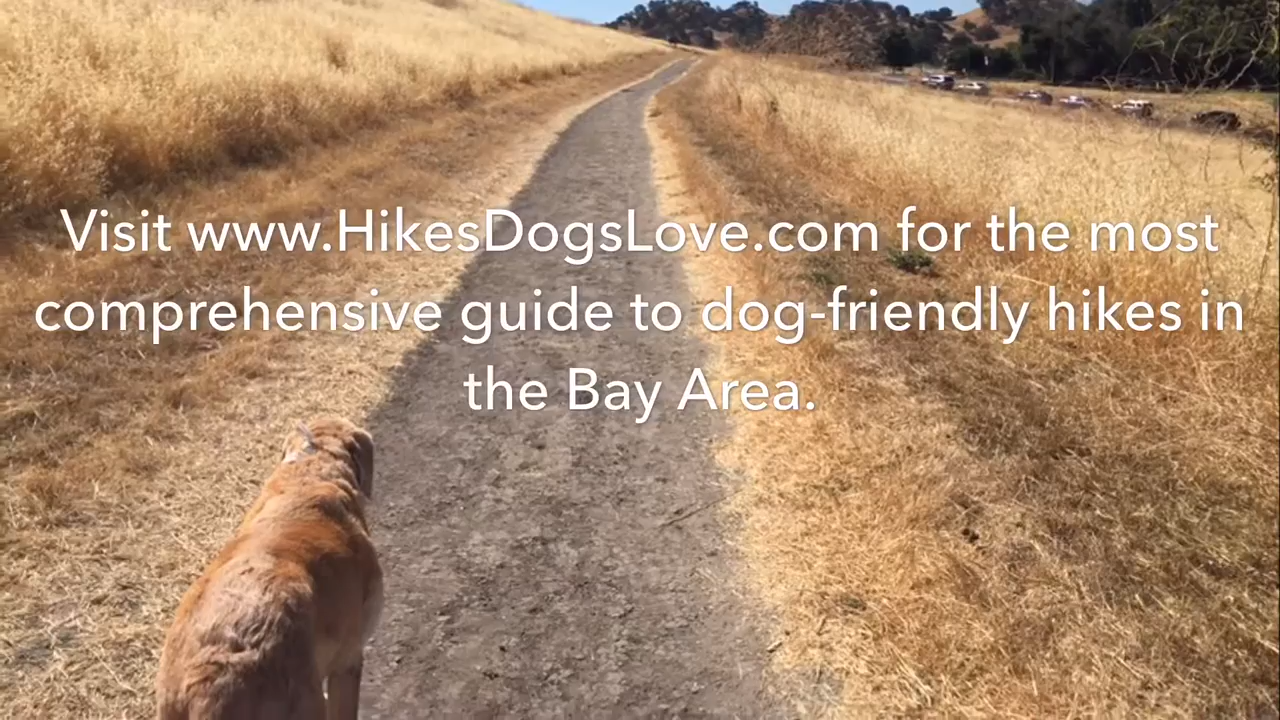 Visit www.HikesDogsLove.com for the most
comprehensive guide to dog-friendly hikes in
the Bay Area.